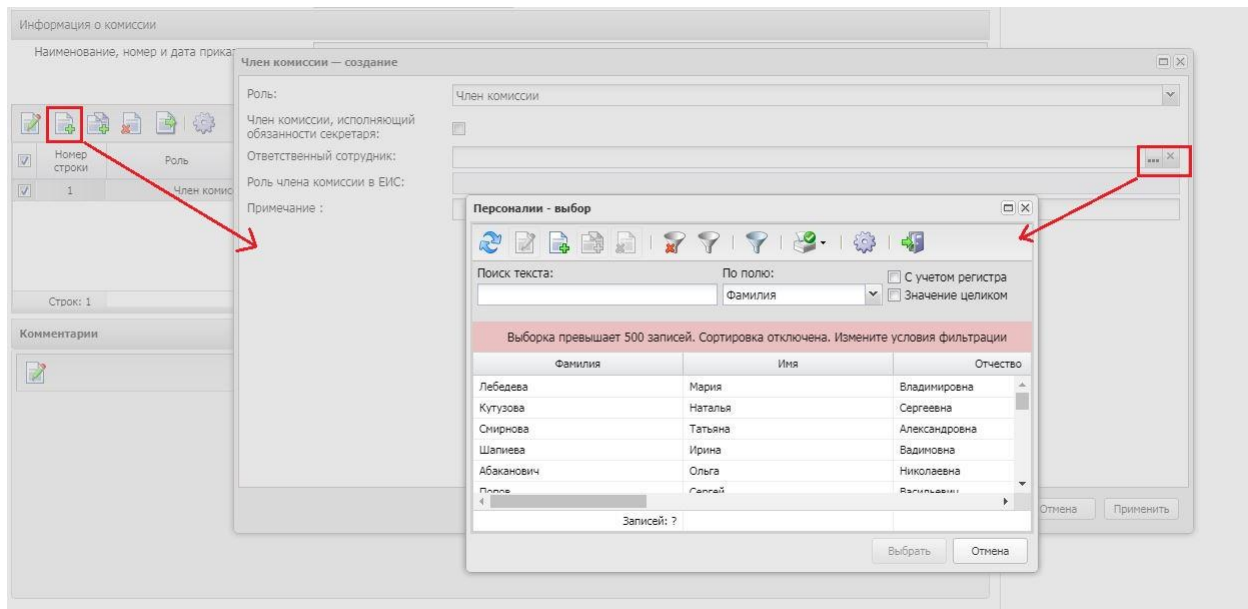 Информация о комиссии
Наименование, номер и дата
Член комиссии — создание
Роль:
Член комиссии
Член комиссии, исполняющий
обязанности секретаря:
Ответственный сотрудник:
...
Роль члена комиссии в ЕИС:
Примечание :
Номер
строки
Роль
1
Член
Строк: 1
Комментарии
Персоналии - выбор
Поиск текста:
По полю:
С учетом регистра
Фамилия
Значение целиком
Выборка превышает 500 записей. Сортировка отключена. Измените условия фильтрации
Фамилия Имя Отчество
Лебедева Мария Владимировна
Кутузова Наталья Сергеевна
Смирнова Татьяна Александровна
Шапиева Ирина Вадимовна
Абаканович Ольга Николаевна
Попов Сергей Васильевич
Записей: ?
Выбрать Отмена
Отмена Применить